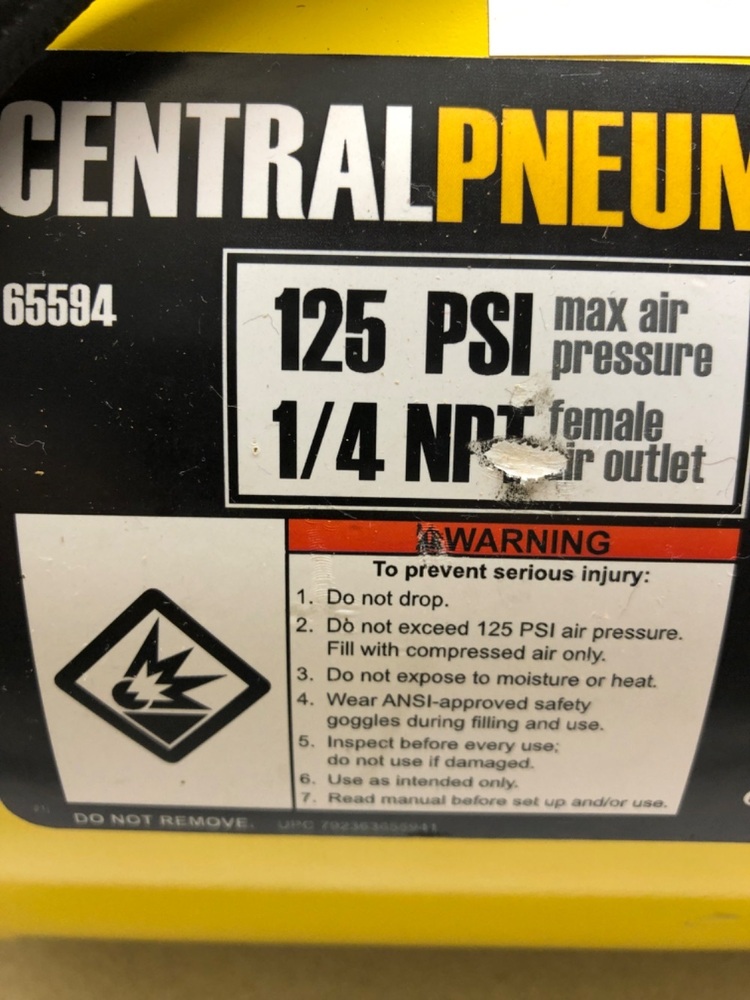 CENTRALPNEUM
65594
125 PSI max air pressure
1/4 NPT female air outlet
WARNING
To prevent serious injury:
1. Do not drop.
2. Do not exceed 125 PSI air pressure.
Fill with compressed air only.
3. Do not expose to moisture or heat.
4. Wear ANSI-approved safety
goggles during filling and use.
5. Inspect before every use;
do not use if damaged.
6. Use as intended only.
7. Read manual before set up and/or use.
DO NOT REMOVE. UPC